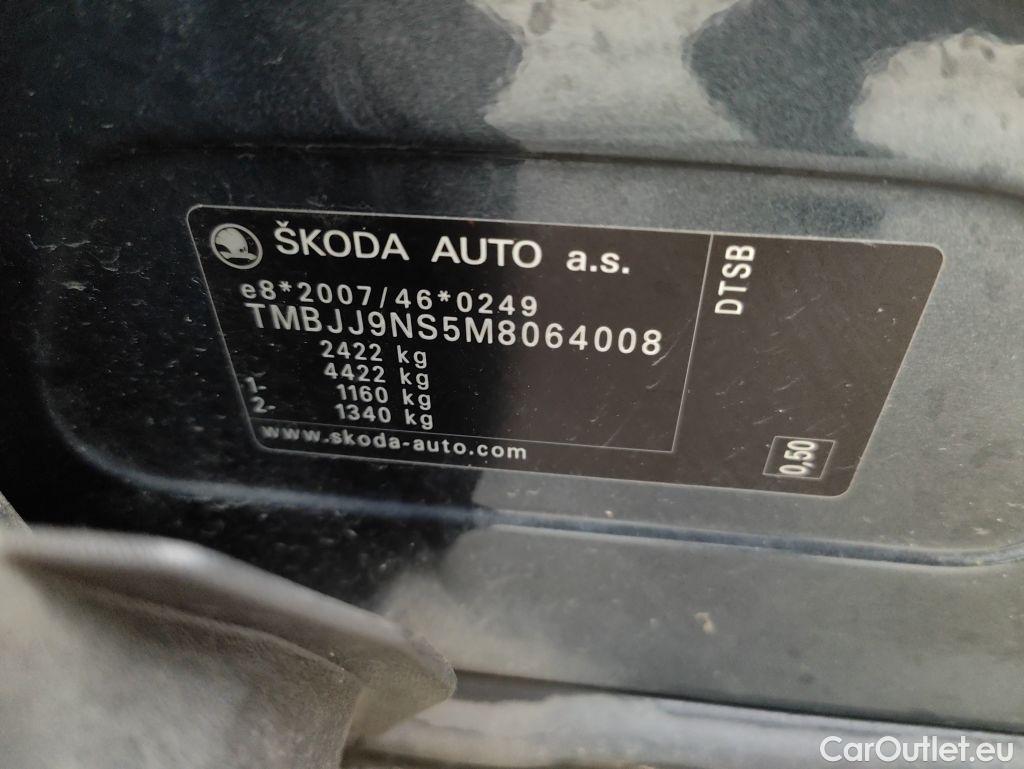 ŠKODA AUTO a.s.
e8*2007/46*0249
TMBJJ9NS5M8064008
2422 kg
4422 kg
1- 1160 kg
2- 1340 kg
www.skoda-auto.com
DTSB
0,50
CarOutlet.eu